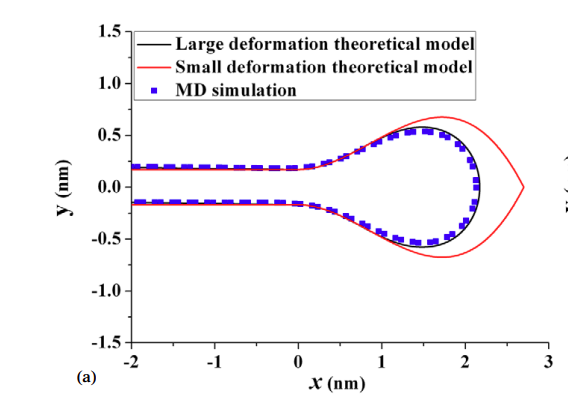 1.5
Large deformation theoretical model
Small deformation theoretical model
MD simulation
1.0
0.5
0.0
-0.5
-1.0
-1.5
y (nm)
-2
-1
0
1
2
3
x (nm)
(a)